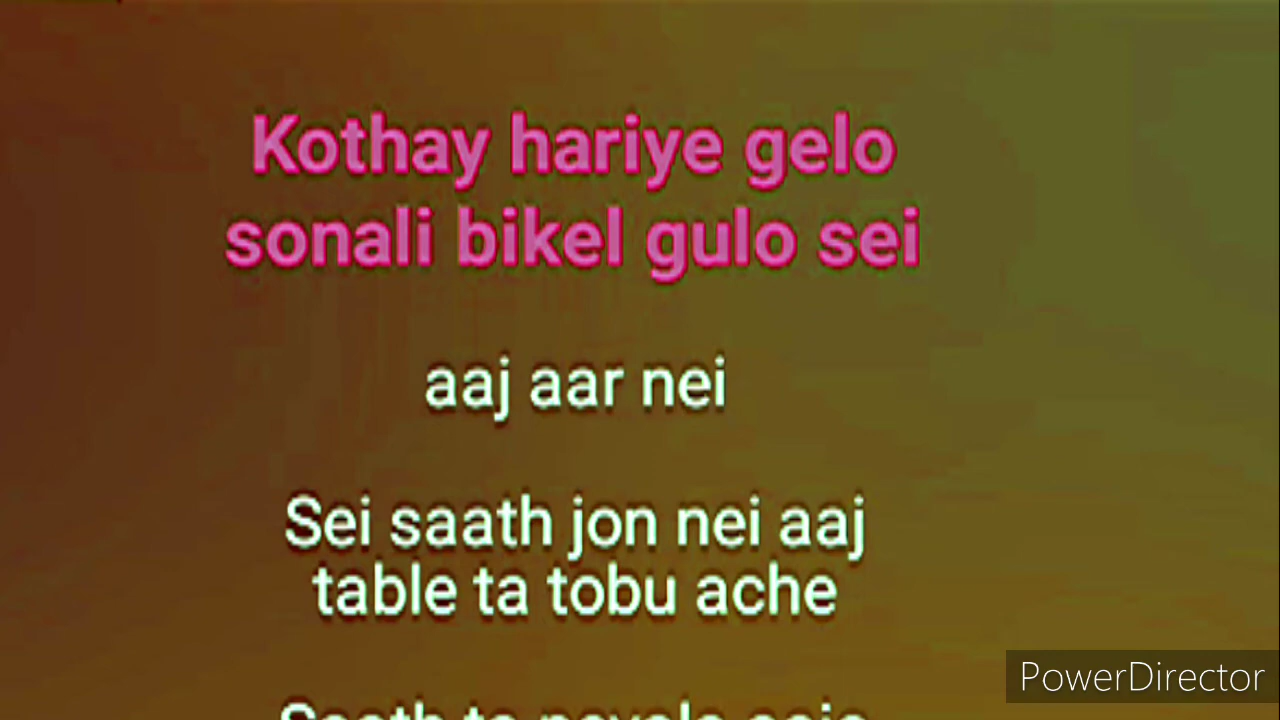 Kothay hariye gelo
sonali bikel gulo sei
aaj aar nei
Sei saath jon nei aaj
table ta tobu ache
PowerDirector